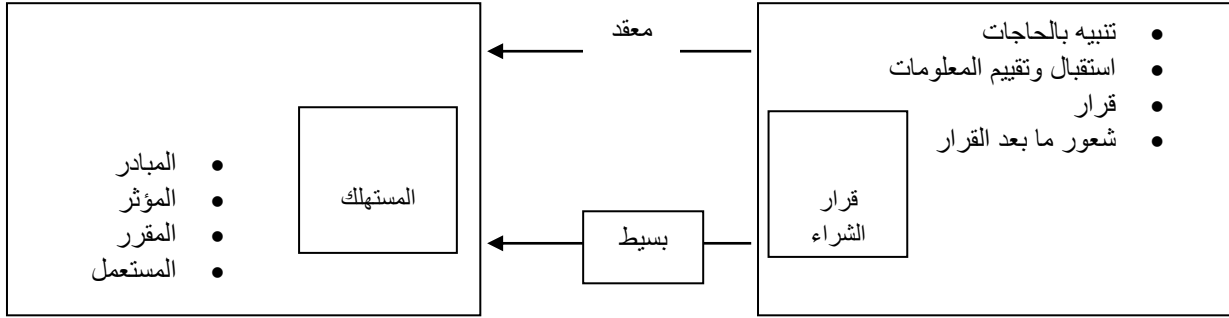 تنبيه بالحاجات
استقبال وتقييم المعلومات
قرار
شعور ما بعد القرار
قرار
الشراء
معقد
بسيط
المستهلك
المبادر
المؤثر
المقرر
المستعمل